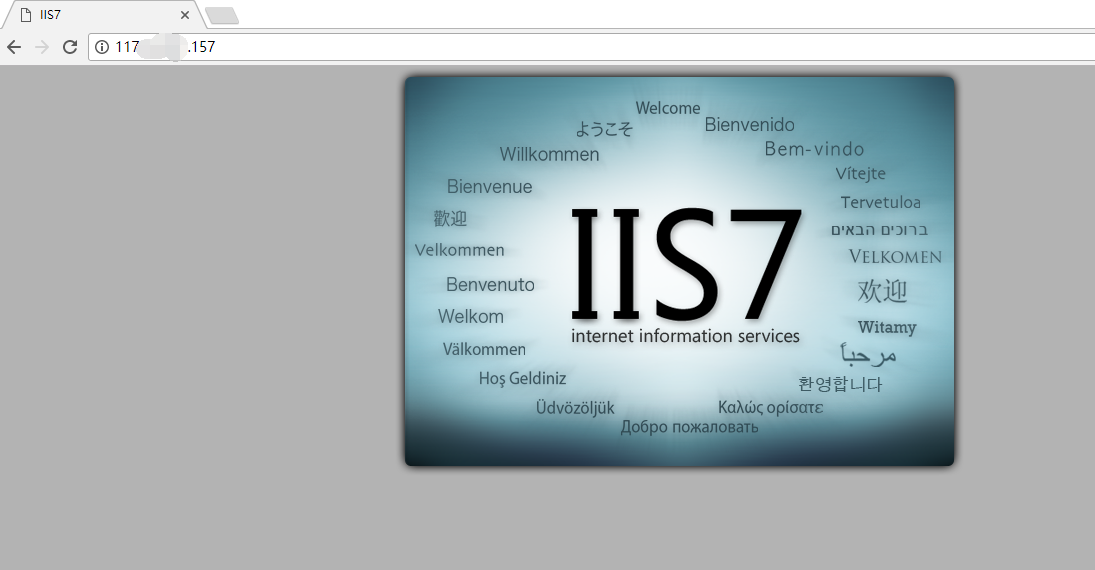 IIS7
117 .157
Welcome
ようこそ
Bienvenido
Willkommen
Bem-vindo
Vítejte
Bienvenue
Tervetuloa
歡迎
ברוכים הבאים
Velkommen
VELKOMEN
Benvenuto
欢迎
Welkom
Witamy
Välkommen
مرحباً
Hoş Geldiniz
환영합니다
Üdvözöljük
Καλώς ορίσατε
Добро пожаловать
IIS7
internet information services